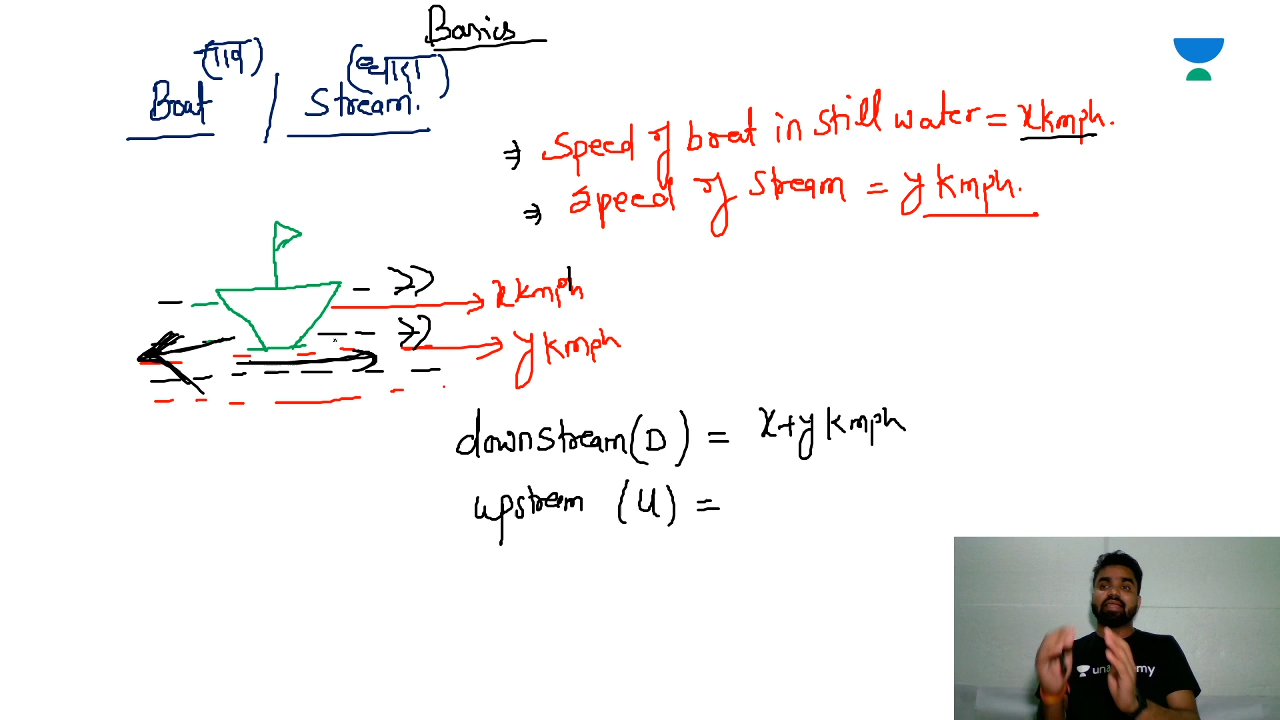 Basics
(नाव) (धारा)
Boat / Stream.
⇒ Speed of boat in still water = x kmph.
⇒ Speed of stream = y kmph.
x kmph
y kmph
downstream (D) = x+y kmph
upstream (U) =